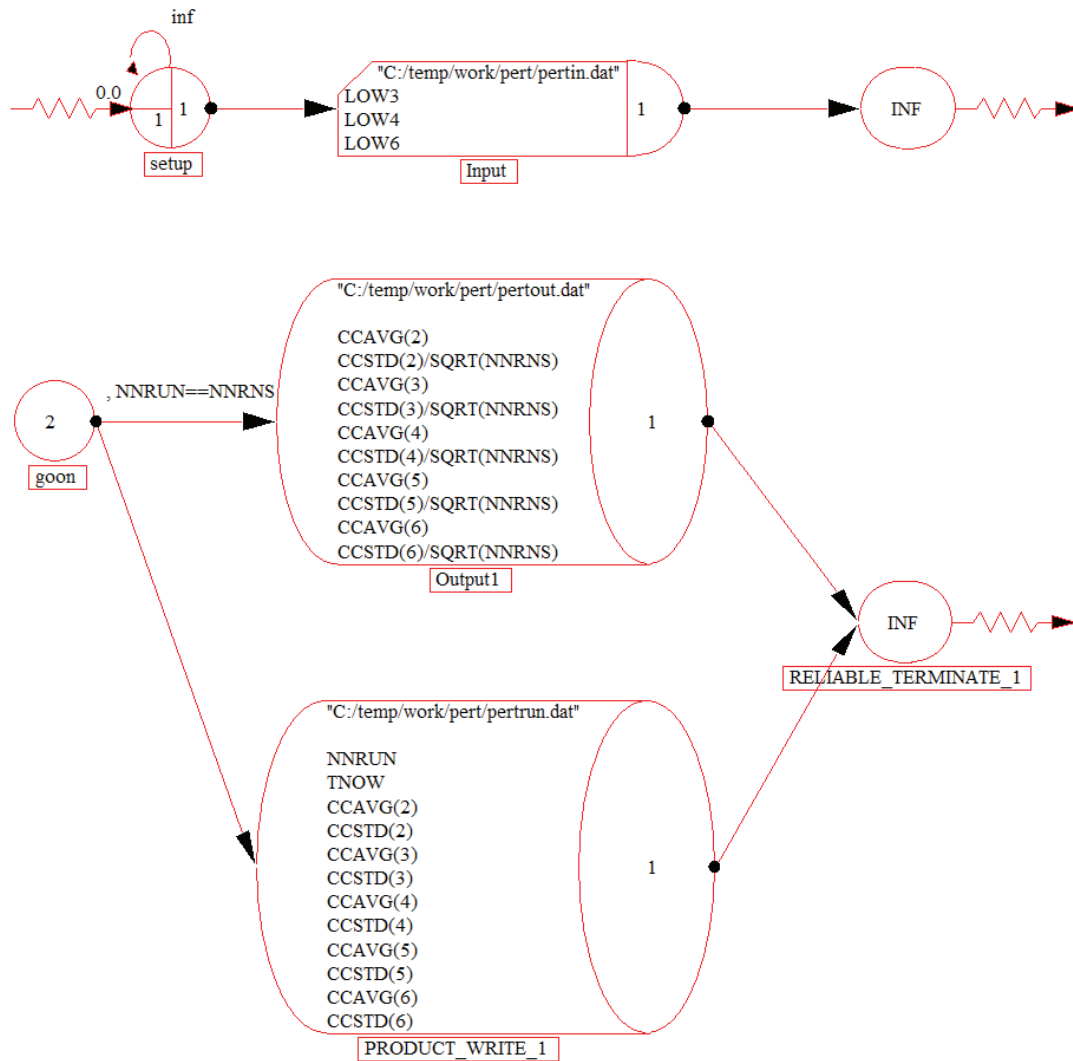 inf
0.0
1
1
setup
"C:/temp/work/pert/pertin.dat"
LOW3
LOW4
LOW6
1
Input
INF
"C:/temp/work/pert/pertout.dat"
CCAVG(2)
CCSTD(2)/SQRT(NNRNS)
CCAVG(3)
CCSTD(3)/SQRT(NNRNS)
CCAVG(4)
CCSTD(4)/SQRT(NNRNS)
CCAVG(5)
CCSTD(5)/SQRT(NNRNS)
CCAVG(6)
CCSTD(6)/SQRT(NNRNS)
1
Output1
, NNRUN==NNRNS
2
goon
INF
RELIABLE_TERMINATE_1
"C:/temp/work/pert/pertrun.dat"
NNRUN
TNOW
CCAVG(2)
CCSTD(2)
CCAVG(3)
CCSTD(3)
CCAVG(4)
CCSTD(4)
CCAVG(5)
CCSTD(5)
CCAVG(6)
CCSTD(6)
1
PRODUCT_WRITE_1